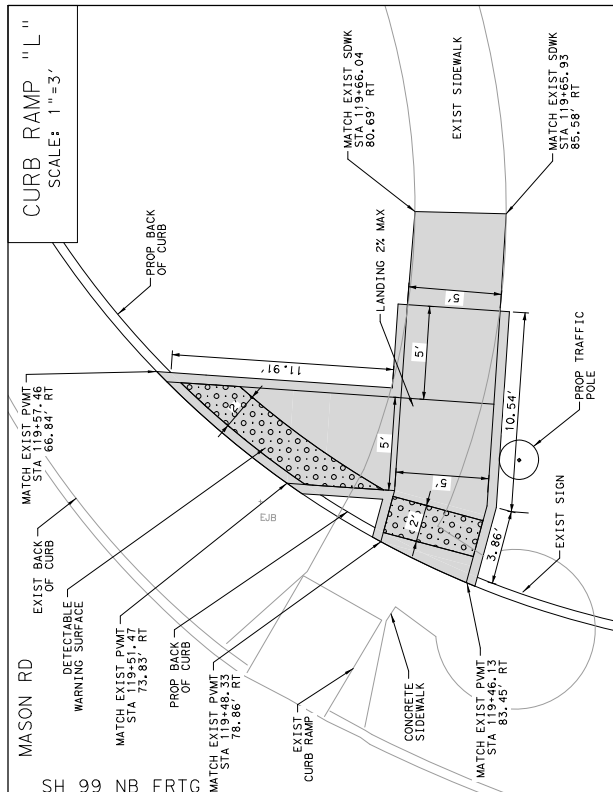 CURB RAMP "L"
SCALE: 1"=3'
MATCH EXIST SDWK
STA 119+66.04
80.69' RT
EXIST SIDEWALK
MATCH EXIST SDWK
STA 119+65.93
85.58' RT
PROP BACK
OF CURB
LANDING 2% MAX
5'
5'
11.91'
10.54'
PROP TRAFFIC
POLE
MATCH EXIST PVMT
STA 119+57.46
66.84' RT
2'
5'
5'
EXIST BACK
OF CURB
EJB
2'
3.86'
EXIST SIGN
DETECTABLE
WARNING SURFACE
MATCH EXIST PVMT
STA 119+51.47
73.83' RT
PROP BACK
OF CURB
MATCH EXIST PVMT
STA 119+48.33
78.86' RT
EXIST
CURB RAMP
CONCRETE
SIDEWALK
MATCH EXIST PVMT
STA 119+46.13
83.45' RT
MASON RD
SH 99 NB FRTG